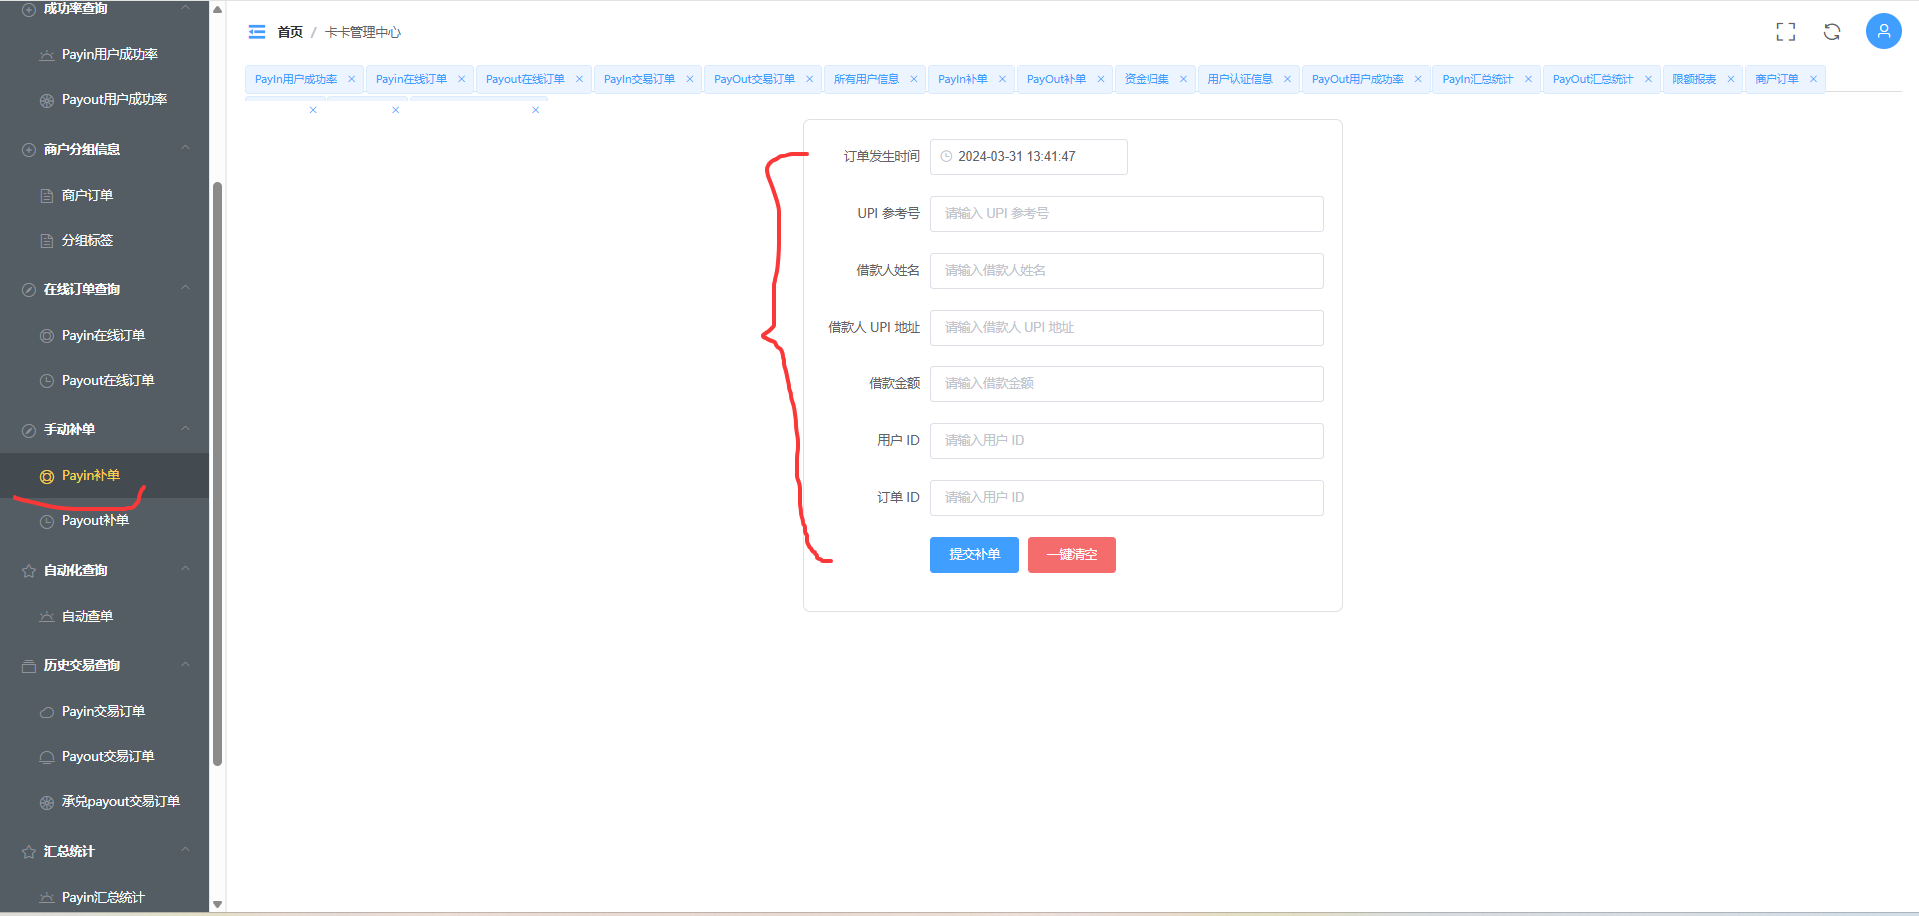 成功率查询
Payin用户成功率
Payout用户成功率
商户分组信息
商户订单
分组标签
在线订单查询
Payin在线订单
Payout在线订单
手动补单
Payin补单
Payout补单
自动化查询
自动查单
历史交易查询
Payin交易订单
Payout交易订单
承兑payout交易订单
汇总统计
Payin汇总统计
首页 / 卡卡管理中心
PayIn用户成功率 × Payin在线订单 × Payout在线订单 × PayIn交易订单 × PayOut交易订单 × 所有用户信息 × PayIn补单 × PayOut补单 × 资金归集 × 用户认证信息 × PayOut用户成功率 × PayIn汇总统计 × PayOut汇总统计 × 限额报表 × 商户订单 ×
× × ×
订单发生时间 2024-03-31 13:41:47
UPI 参考号 请输入 UPI 参考号
借款人姓名 请输入借款人姓名
借款人 UPI 地址 请输入借款人 UPI 地址
借款金额 请输入借款金额
用户 ID 请输入用户 ID
订单 ID 请输入用户 ID
提交补单 一键清空